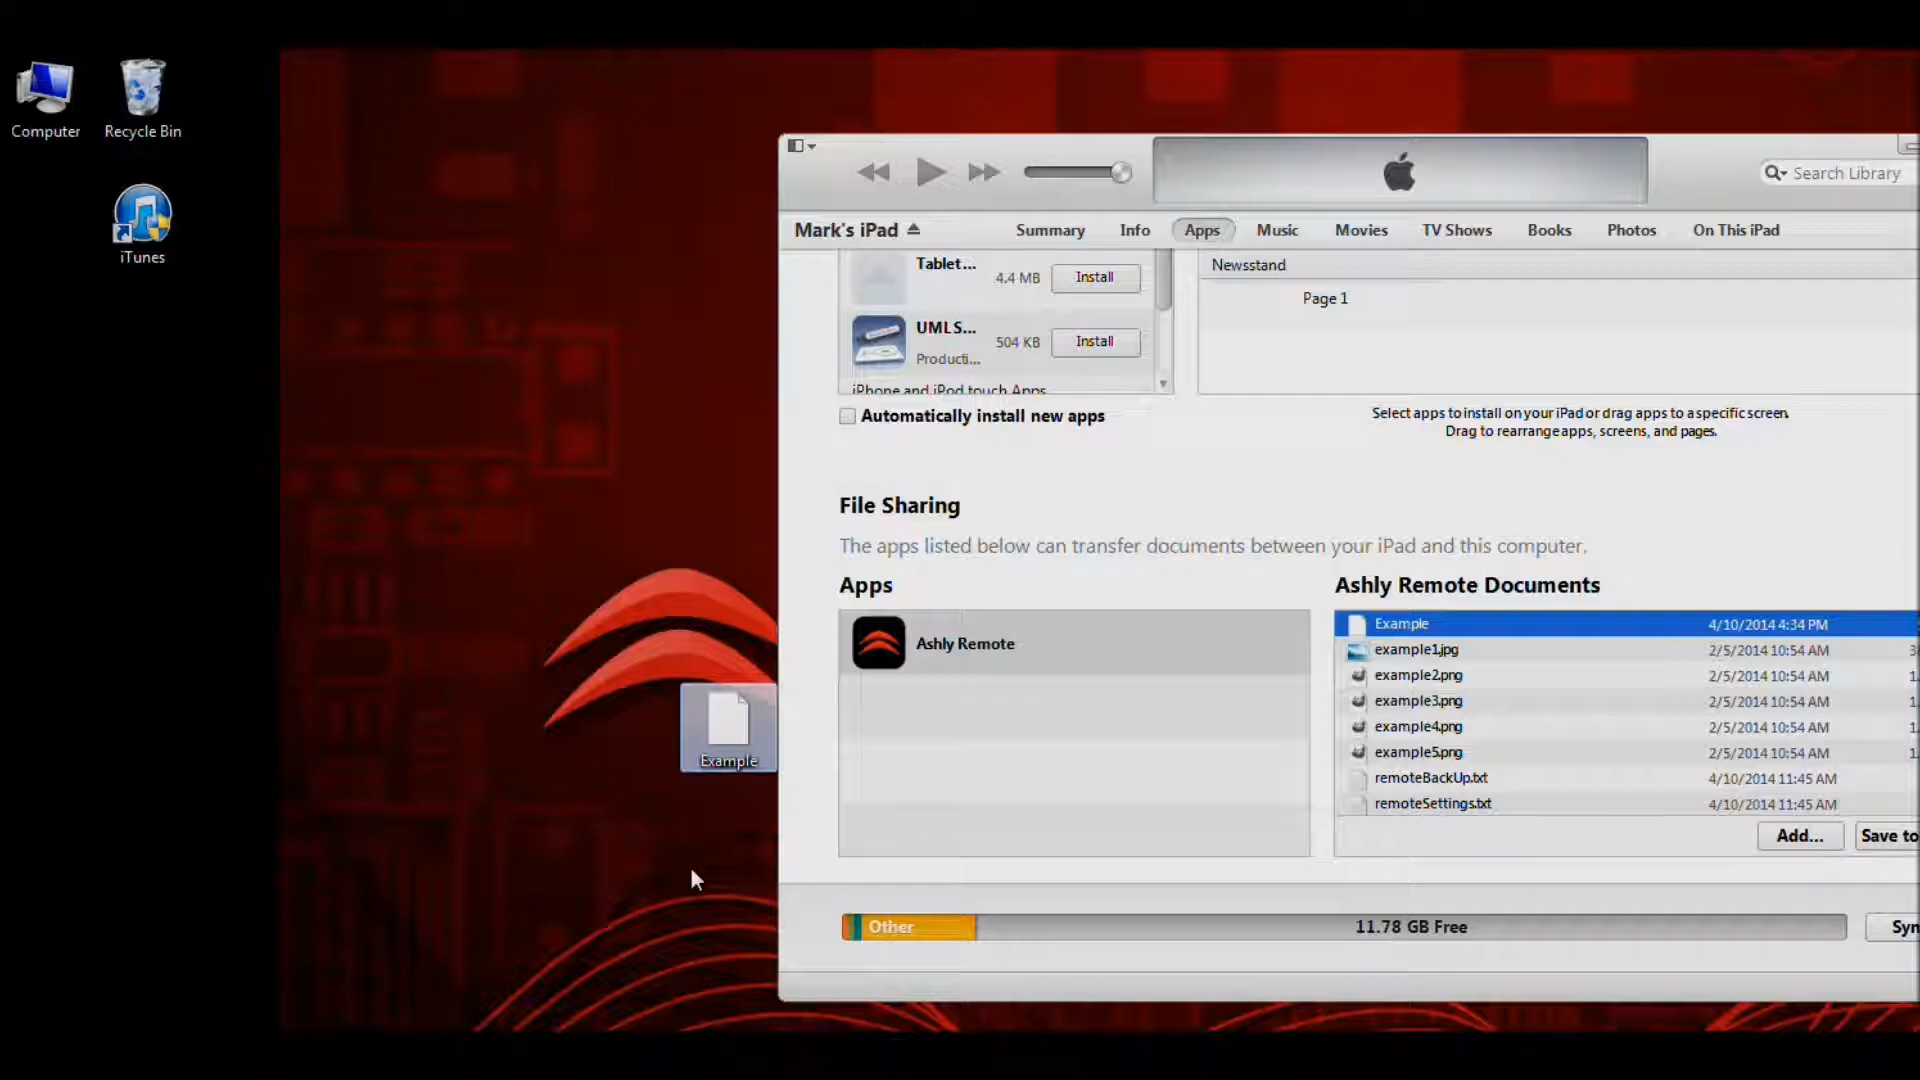 Computer
Recycle Bin
iTunes
Example
Search Library
Mark's iPad
Summary
Info
Apps
Music
Movies
TV Shows
Books
Photos
On This iPad
Tablet...
4.4 MB
Install
UMLS...
Producti...
504 KB
Install
iPhone and iPod touch Apps
Newsstand
Page 1
Automatically install new apps
Select apps to install on your iPad or drag apps to a specific screen.
Drag to rearrange apps, screens, and pages.
File Sharing
The apps listed below can transfer documents between your iPad and this computer.
Apps
Ashly Remote
Ashly Remote Documents
Example 4/10/2014 4:34 PM
example1.jpg 2/5/2014 10:54 AM
example2.png 2/5/2014 10:54 AM
example3.png 2/5/2014 10:54 AM
example4.png 2/5/2014 10:54 AM
example5.png 2/5/2014 10:54 AM
remoteBackUp.txt 4/10/2014 11:45 AM
remoteSettings.txt 4/10/2014 11:45 AM
Add...
Save to
Other
11.78 GB Free
Syn